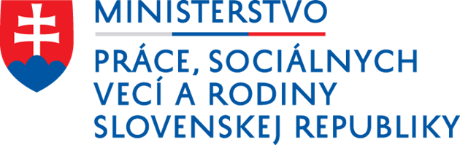 MINISTERSTVO
PRÁCE, SOCIÁLNYCH
VECÍ A RODINY
SLOVENSKEJ REPUBLIKY